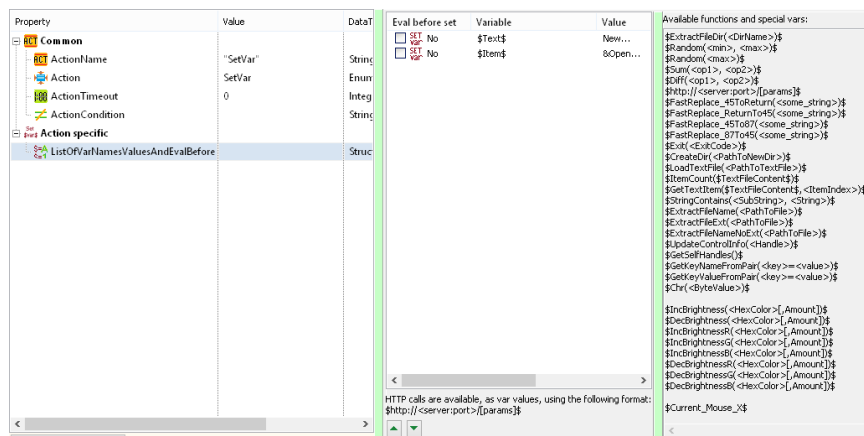 Property Value DataT
Common
ActionName "SetVar" String
Action SetVar Enum
ActionTimeout 0 Integ
ActionCondition String
Action specific
ListOfVarNamesValuesAndEvalBefore Struc
Eval before set Variable Value
No $Text$ New...
No $Item$ &Open...
HTTP calls are available, as var values, using the following format:
$http://<server:port>/[params]$
Available functions and special vars:
$ExtractFileDir(<DirName>)$
$Random(<min>, <max>)$
$Random(<max>)$
$Sum(<op1>, <op2>)$
$Diff(<op1>, <op2>)$
$http://<server:port>/[params]$
$FastReplace_45ToReturn(<some_string>)$
$FastReplace_ReturnTo45(<some_string>)$
$FastReplace_45To87(<some_string>)$
$FastReplace_87To45(<some_string>)$
$Exit(<ExitCode>)$
$CreateDir(<PathToNewDir>)$
$LoadTextFile(<PathToTextFile>)$
$ItemCount($TextFileContent$)$
$GetTextItem($TextFileContent$,<ItemIndex>)$
$StringContains(<SubString>, <String>)$
$ExtractFileName(<PathToFile>)$
$ExtractFileExt(<PathToFile>)$
$ExtractFileNameNoExt(<PathToFile>)$
$UpdateControlInfo(<Handle>)$
$GetSelfHandles()$
$GetKeyNameFromPair(<key>=<value>)$
$GetKeyValueFromPair(<key>=<value>)$
$Chr(<ByteValue>)$
$IncBrightness(<HexColor>[,Amount])$
$DecBrightness(<HexColor>[,Amount])$
$IncBrightnessR(<HexColor>[,Amount])$
$IncBrightnessG(<HexColor>[,Amount])$
$IncBrightnessB(<HexColor>[,Amount])$
$DecBrightnessR(<HexColor>[,Amount])$
$DecBrightnessG(<HexColor>[,Amount])$
$DecBrightnessB(<HexColor>[,Amount])$
$Current_Mouse_X$